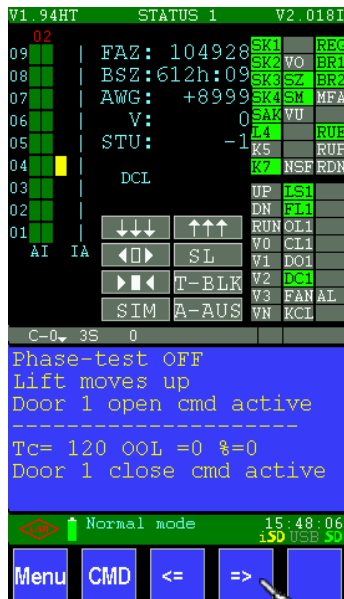 V1.94HT STATUS 1 V2.018I
02
09 FAZ: 104928 SK1 REG
08 BSZ:612h:09 SK2 VO BR1
SK3 SZ BR2
07 AWG: +8999 SK4 SM MFA
06 V: 0 SAK VU
05 STU: -1 L4 RUE
K5 RUF
04 DCL K7 NSF RDN
03 UP LS1
02 DN FL1
01 ↓↓↓ ↑↑↑ RUN OL1
AI IA ◀▯▶ SL V0 CL1
V1 DO1
▶▮◀ T-BLK V2 DC1
V3 FAN AL
SIM A-AUS VN KCL
C-0 3S 0
Phase-test OFF
Lift moves up
Door 1 open cmd active
----------------------
Tc= 120 OOL =0 %=0
Door 1 close cmd active
Normal mode 15:48:06
iSD USB SD
Menu CMD <= =>